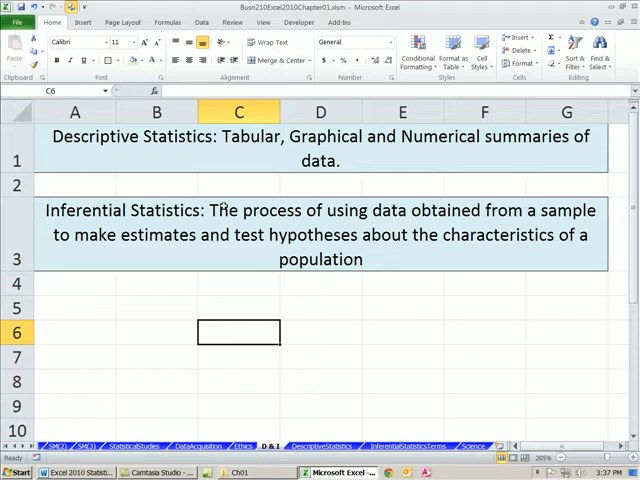 Busn210Excel2010Chapter01.xlsm - Microsoft Excel
File Home Insert Page Layout Formulas Data Review View Developer Add-Ins
Calibri 11 Wrap Text General Insert
Paste Merge & Center Conditional Formatting Format as Table Cell Styles Delete Format Sort & Filter Find & Select
Clipboard Font Alignment Number Styles Cells Editing
C6 fx
A B C D E F G
1 Descriptive Statistics: Tabular, Graphical and Numerical summaries of
data.
2
3 Inferential Statistics: The process of using data obtained from a sample
to make estimates and test hypotheses about the characteristics of a
population
4
5
6
7
8
9
10
SM(2) SM(3) StatisticalStudies DataAcquisition Ethics D & I DescriptiveStatistics InferentialStatisticsTerms Science
Ready 205%
Start Excel 2010 Statisti... Camtasia Studio - ... Ch01 Microsoft Excel ... 3:37 PM